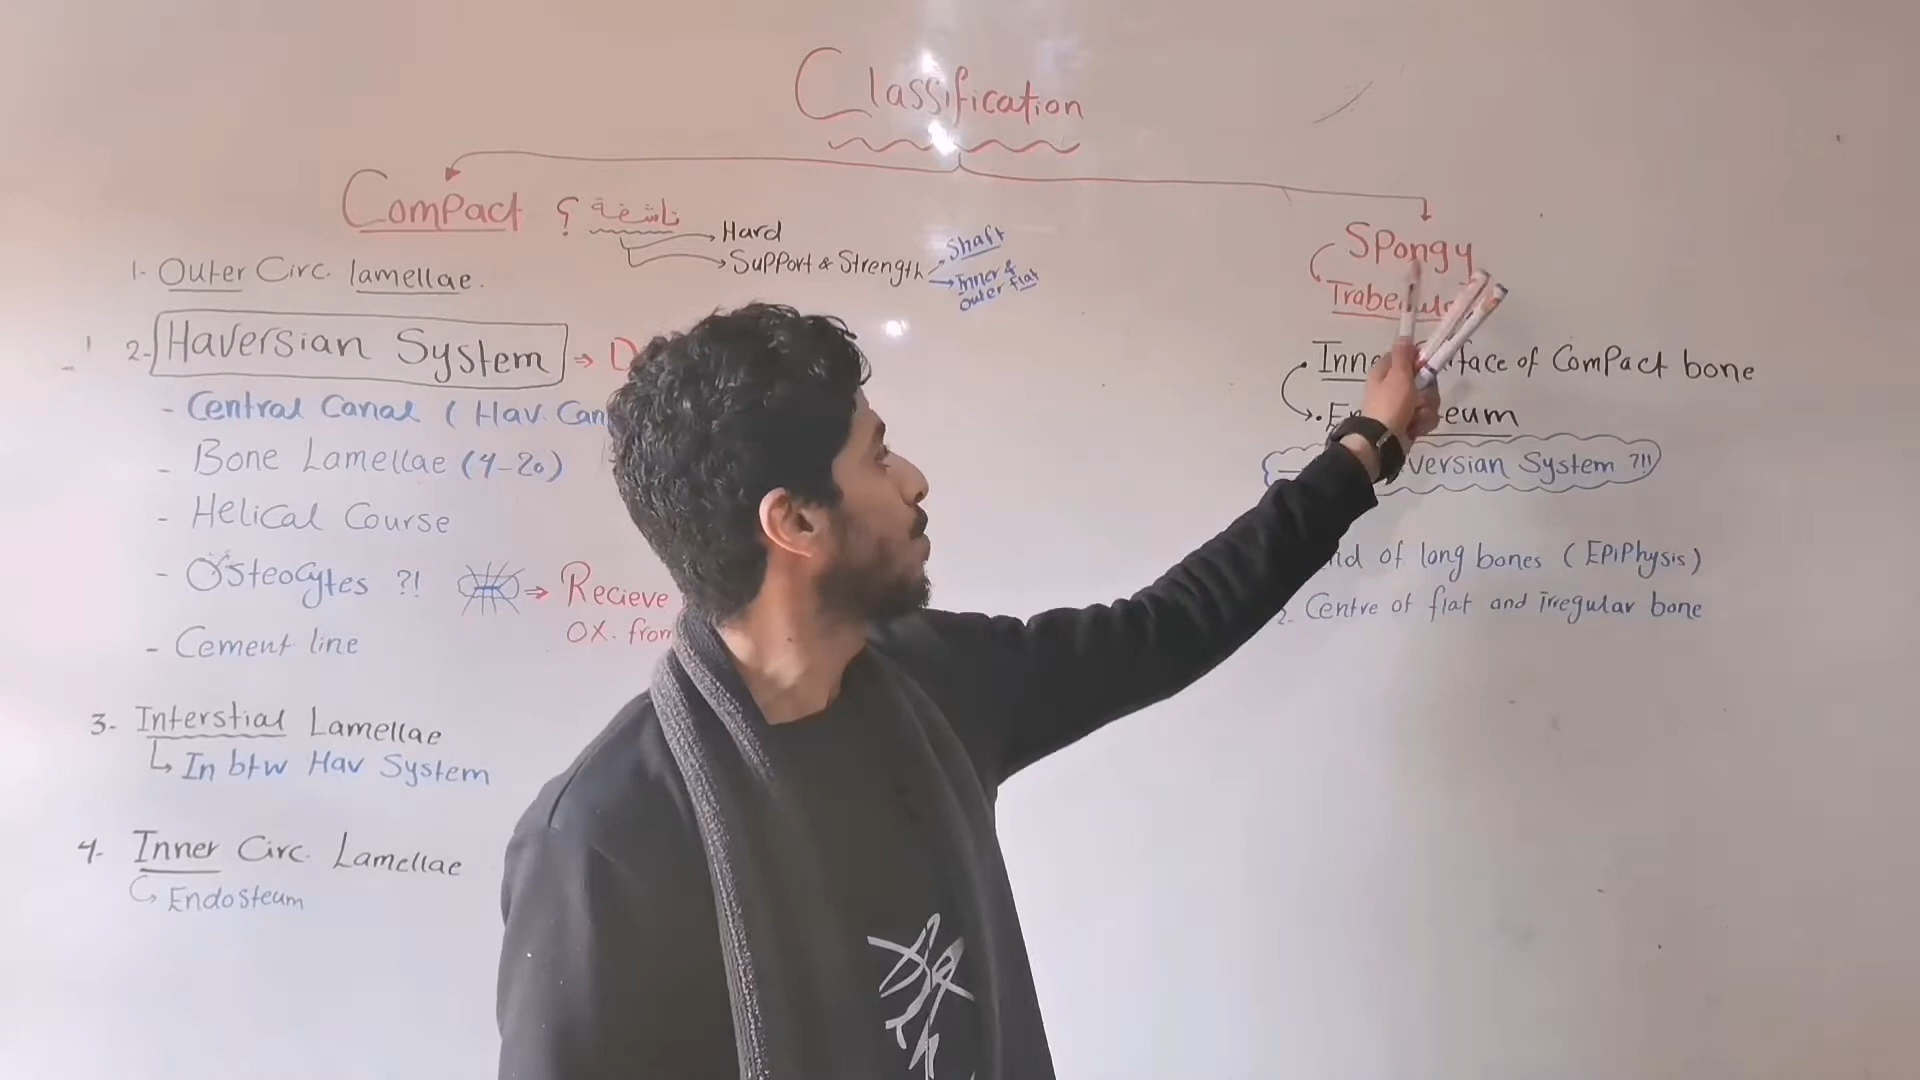 Classification
Compact ؟ ناشفة
Hard
Support & Strength
Shaft
Inner &
outer flat
1- Outer Circ. lamellae.
2- Haversian System ⇒
- Central Canal ( Hav. Can
- Bone Lamellae (4-20)
- Helical Course
- Osteocytes ?! ⇒ Recieve
OX. from
- Cement line
3- Interstial Lamellae
In btw Hav System
4- Inner Circ. Lamellae
Endosteum
Spongy
. face of Compact bone
Haversian System ?!!
of long bones (EPiPhysis)
2- Centre of flat and irregular bone